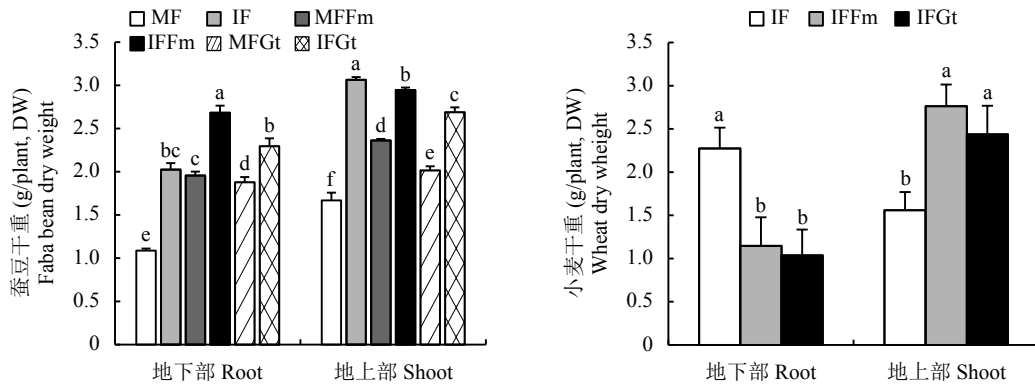 MF IF MFFm
IFFm MFGt IFGt
蚕豆干重 (g/plant, DW)
Faba bean dry weight
3.5
3.0
2.5
2.0
1.5
1.0
0.5
0
e bc c a d b
f a d b e c
地下部 Root 地上部 Shoot
IF IFFm IFGt
小麦干重 (g/plant, DW)
Wheat dry wheight
3.5
3.0
2.5
2.0
1.5
1.0
0.5
0
a b b
b a a
地下部 Root 地上部 Shoot